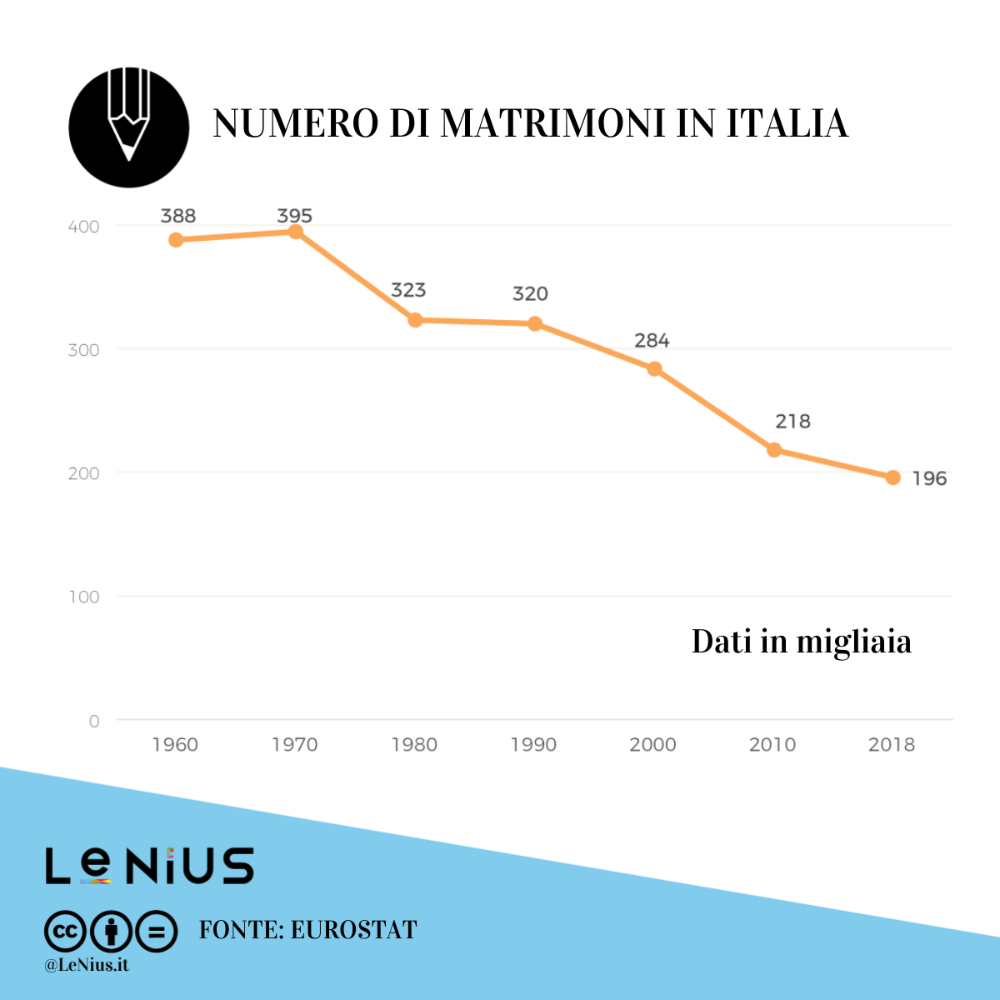 NUMERO DI MATRIMONI IN ITALIA
388
395
400
323
320
284
300
218
196
200
100
Dati in migliaia
0
1960 1970 1980 1990 2000 2010 2018
LeNiUS
cc
FONTE: EUROSTAT
@LeNius.it